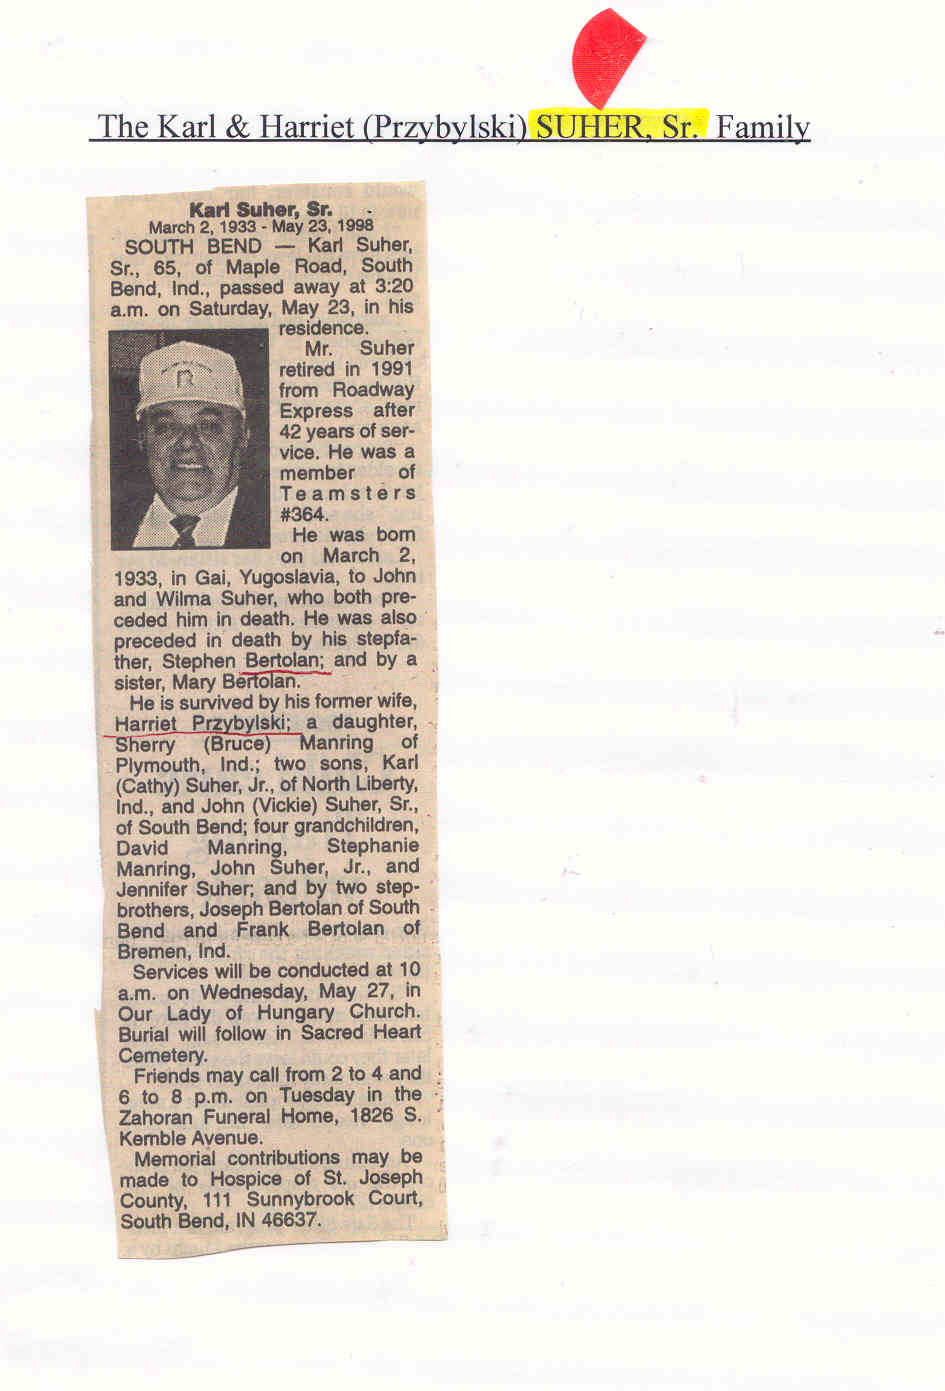 The Karl & Harriet (Przybylski) SUHER, Sr. Family
Karl Suher, Sr.
March 2, 1933 - May 23, 1998
SOUTH BEND — Karl Suher,
Sr., 65, of Maple Road, South
Bend, Ind., passed away at 3:20
a.m. on Saturday, May 23, in his
residence.
Mr. Suher
retired in 1991
from Roadway
Express after
42 years of ser-
vice. He was a
member of
Teamsters
#364.
He was born
on March 2,
1933, in Gai, Yugoslavia, to John
and Wilma Suher, who both pre-
ceded him in death. He was also
preceded in death by his stepfa-
ther, Stephen Bertolan; and by a
sister, Mary Bertolan.
He is survived by his former wife,
Harriet Przybylski; a daughter,
Sherry (Bruce) Manring of
Plymouth, Ind.; two sons, Karl
(Cathy) Suher, Jr., of North Liberty,
Ind., and John (Vickie) Suher, Sr.,
of South Bend; four grandchildren,
David Manring, Stephanie
Manring, John Suher, Jr., and
Jennifer Suher; and by two step-
brothers, Joseph Bertolan of South
Bend and Frank Bertolan of
Bremen, Ind.
Services will be conducted at 10
a.m. on Wednesday, May 27, in
Our Lady of Hungary Church.
Burial will follow in Sacred Heart
Cemetery.
Friends may call from 2 to 4 and
6 to 8 p.m. on Tuesday in the
Zahoran Funeral Home, 1826 S.
Kemble Avenue.
Memorial contributions may be
made to Hospice of St. Joseph
County, 111 Sunnybrook Court,
South Bend, IN 46637.